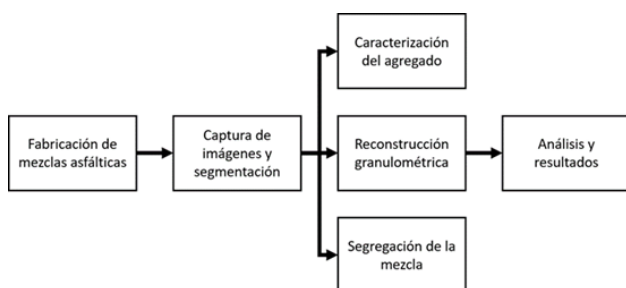 Caracterización
del agregado
Fabricación de
mezclas asfálticas
Captura de
imágenes y
segmentación
Reconstrucción
granulométrica
Análisis y
resultados
Segregación de la
mezcla